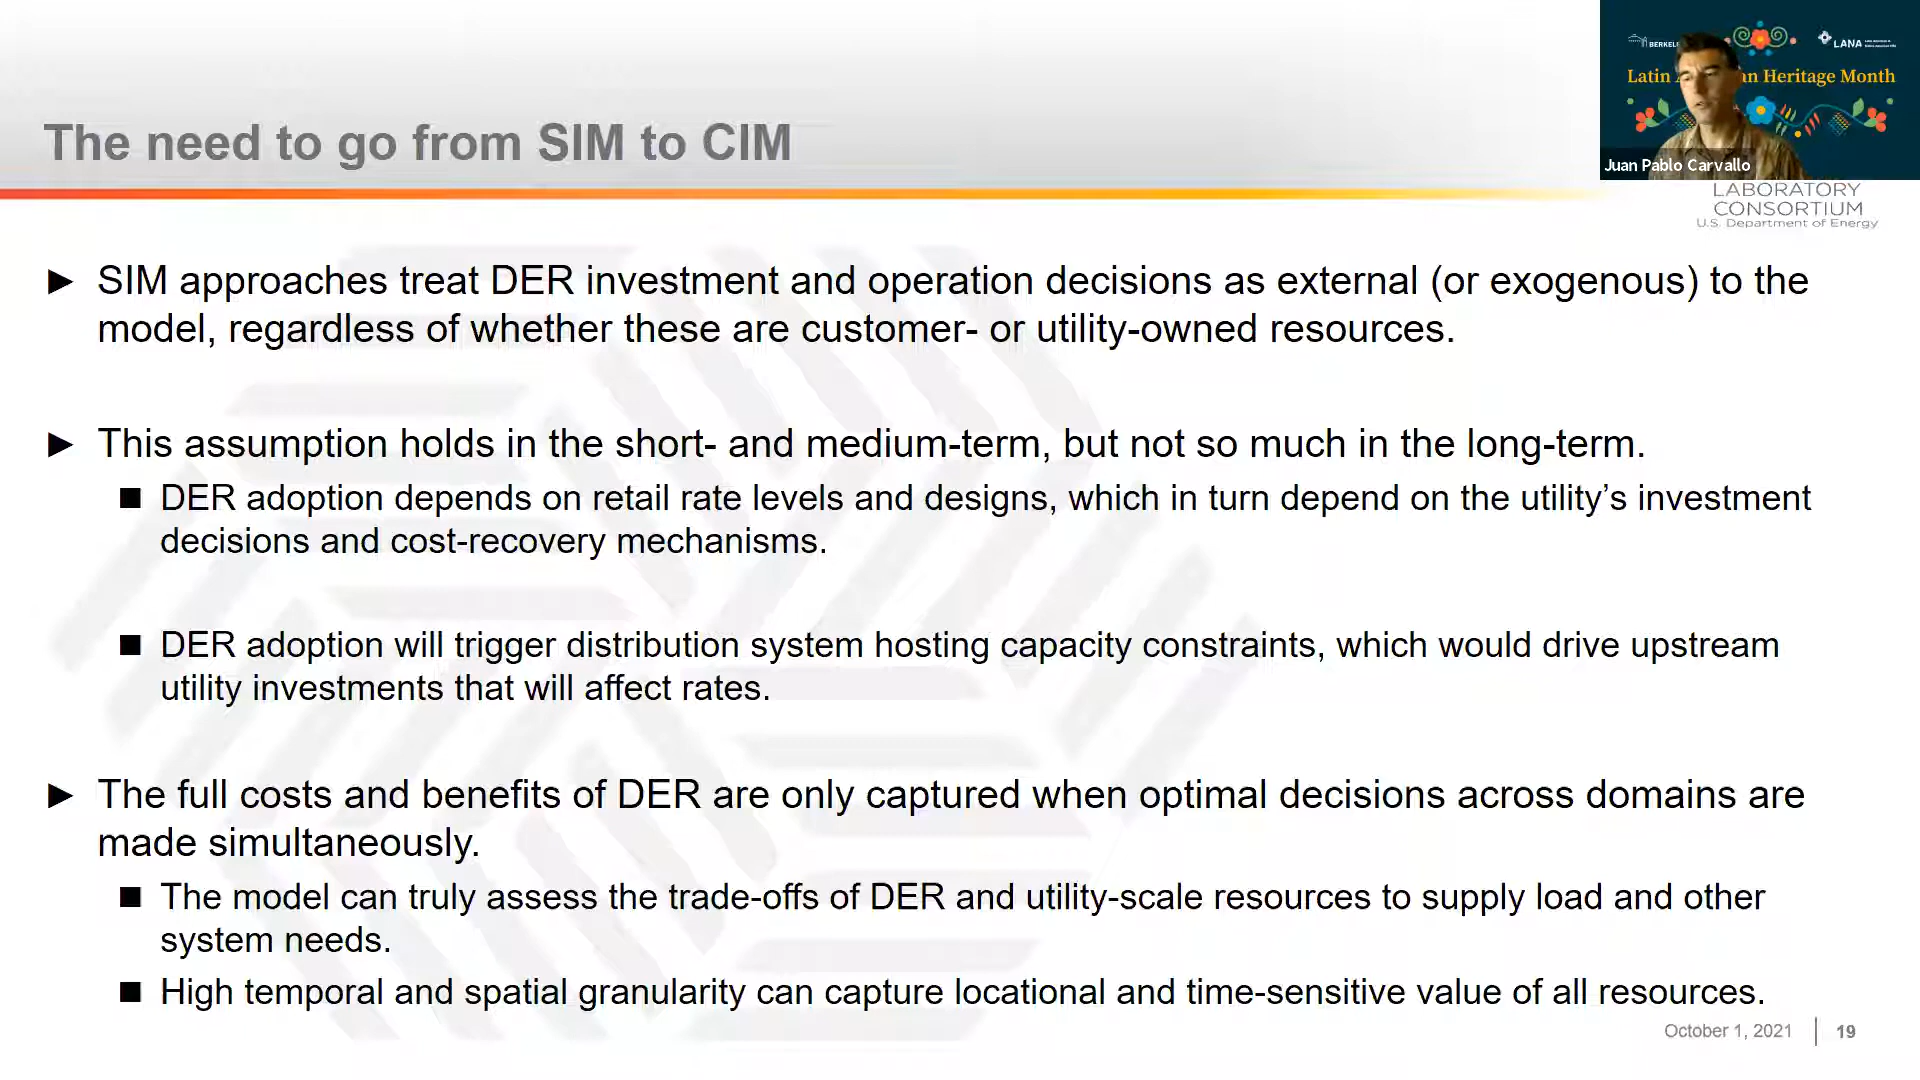 The need to go from SIM to CIM
BERKEL
LANA
Latin
an Heritage Month
Juan Pablo Carvallo
LABORATORY
CONSORTIUM
U.S. Department of Energy
► SIM approaches treat DER investment and operation decisions as external (or exogenous) to the
model, regardless of whether these are customer- or utility-owned resources.
► This assumption holds in the short- and medium-term, but not so much in the long-term.
■ DER adoption depends on retail rate levels and designs, which in turn depend on the utility’s investment
decisions and cost-recovery mechanisms.
■ DER adoption will trigger distribution system hosting capacity constraints, which would drive upstream
utility investments that will affect rates.
► The full costs and benefits of DER are only captured when optimal decisions across domains are
made simultaneously.
■ The model can truly assess the trade-offs of DER and utility-scale resources to supply load and other
system needs.
■ High temporal and spatial granularity can capture locational and time-sensitive value of all resources.
October 1, 2021 | 19